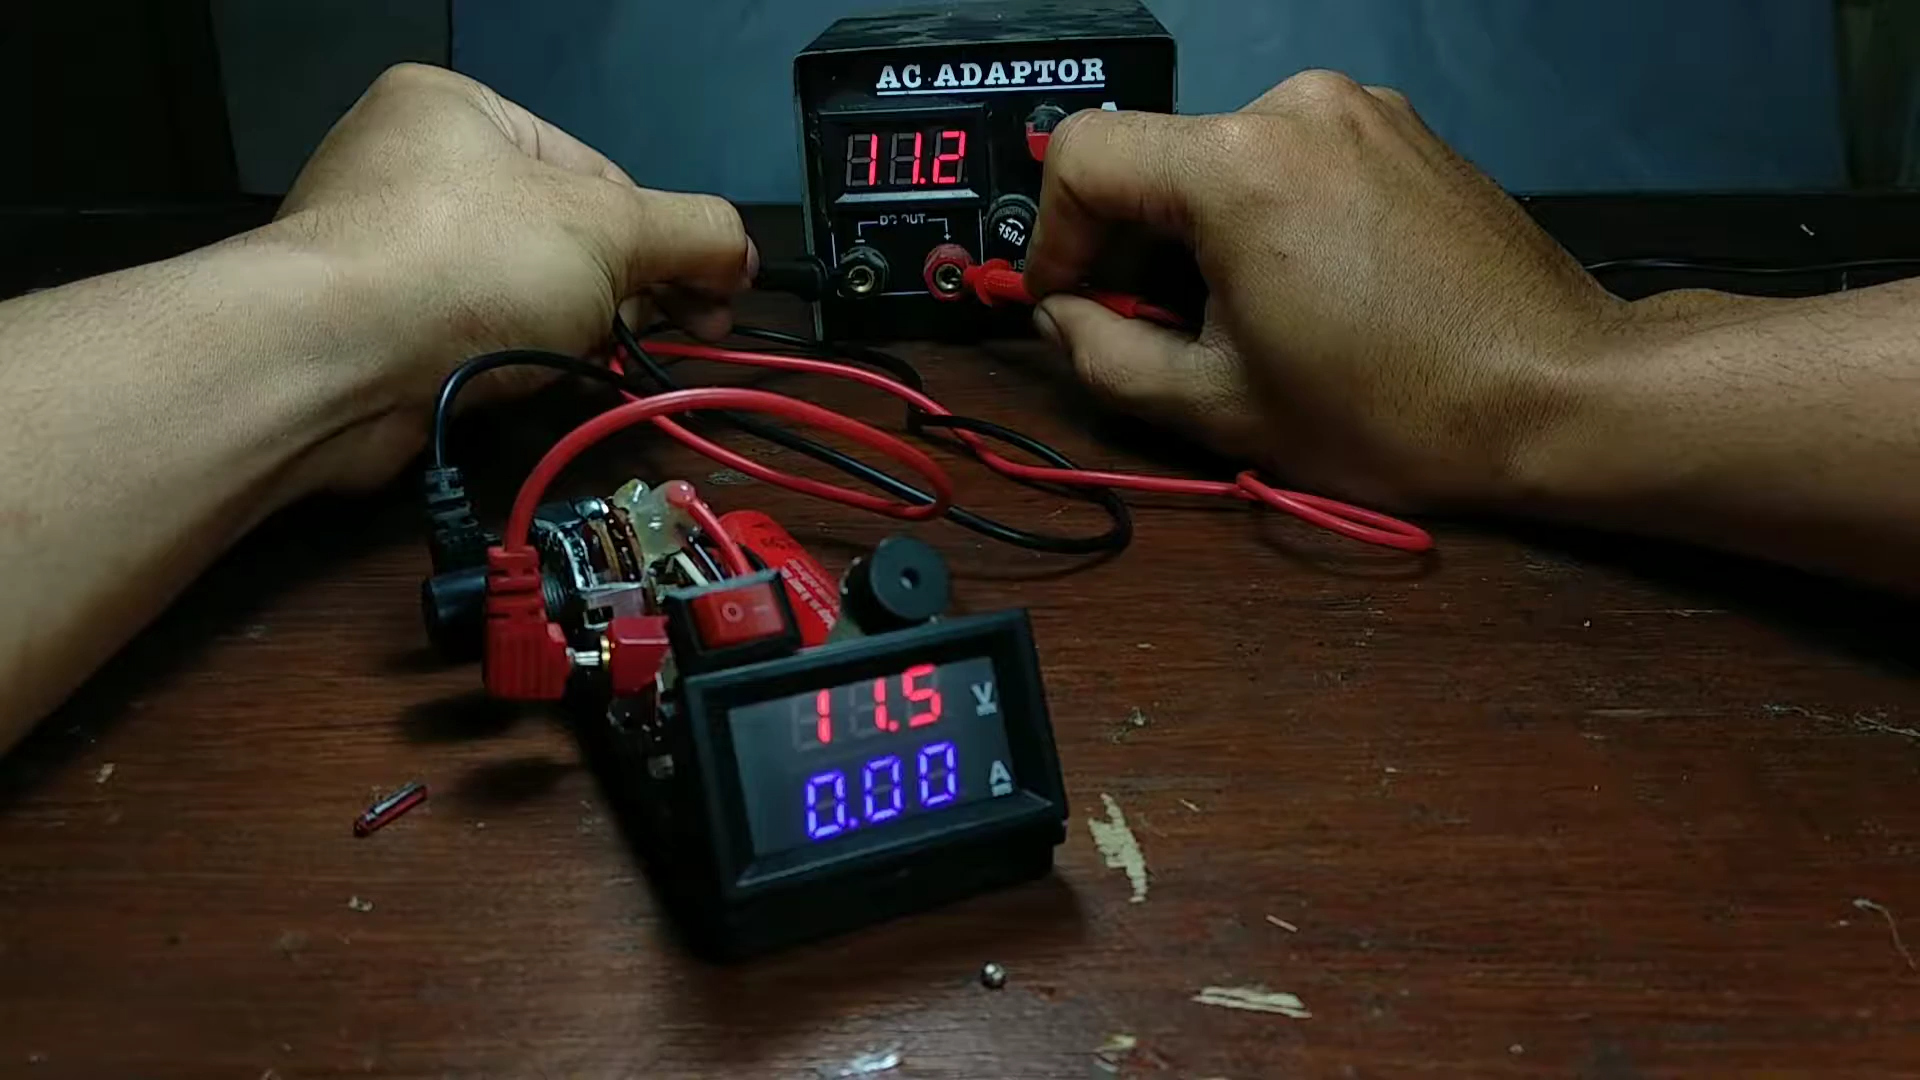 AC ADAPTOR
11.2
DC OUT
- +
FUSE
11.5 V
0.00 A